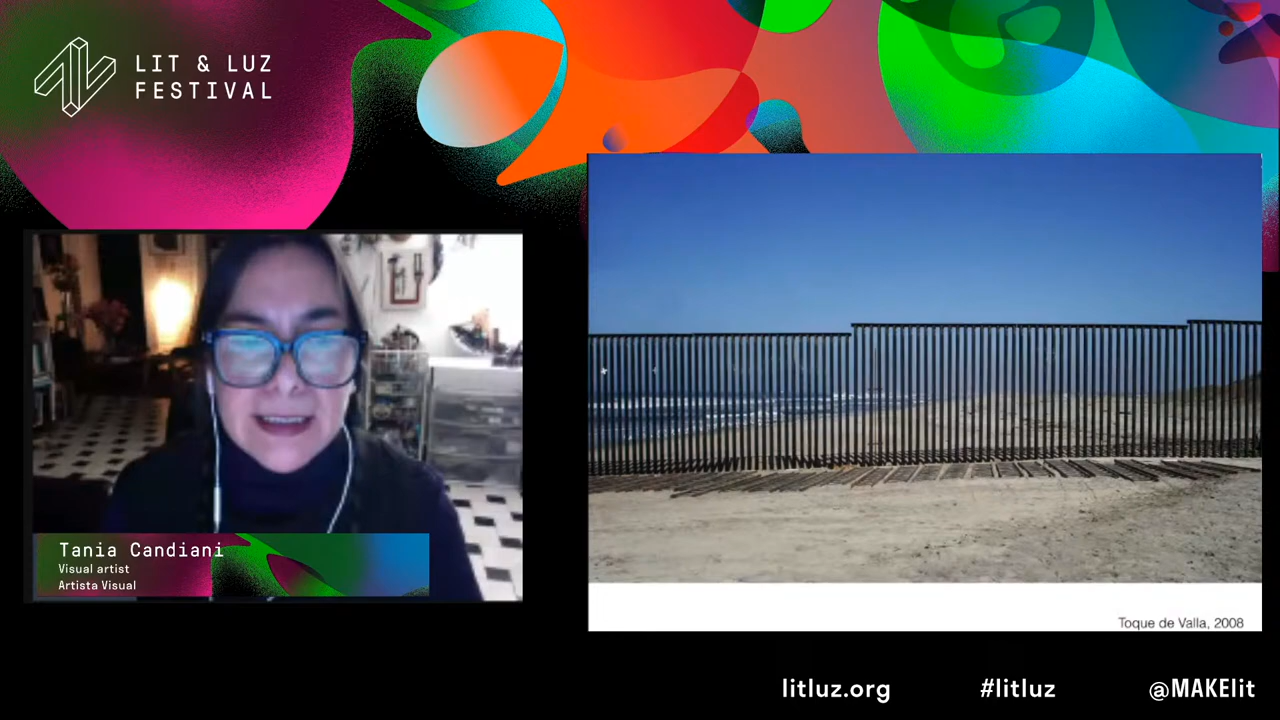 LIT & LUZ
FESTIVAL
Tania Candiani
Visual artist
Artista Visual
Toque de Valla, 2008
litluz.org
#litluz
@MAKElit